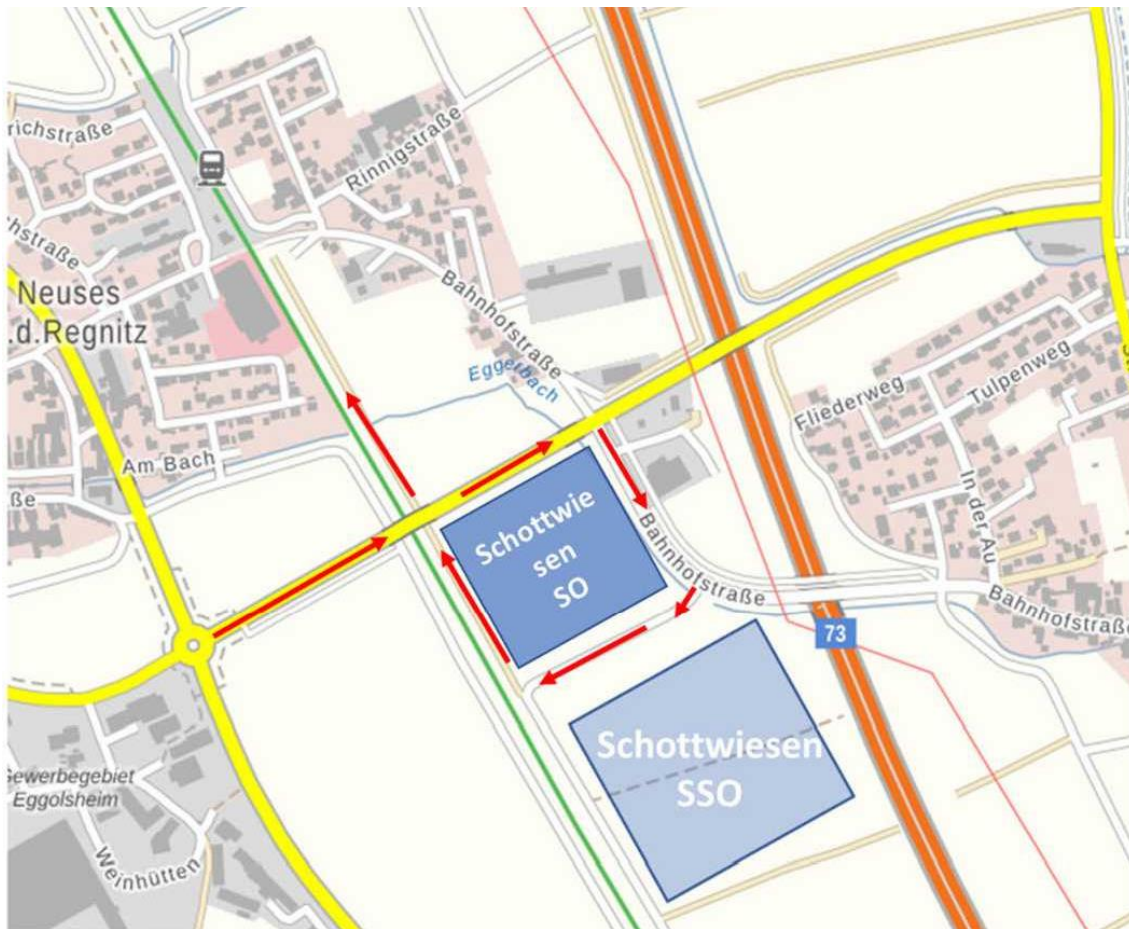 richstraße
Rinnigstraße
chstraße
Neuses
.d.Regnitz
Bahnhofstraße
Eggerbach
Fliederweg
Tulpenweg
Am Bach
aße
In der Au
Schottwie
sen
SO
Bahnhofstraße
Bahnhofstraße
73
Schottwiesen
SSO
Gewerbegebiet
Eggolsheim
Weinhütten